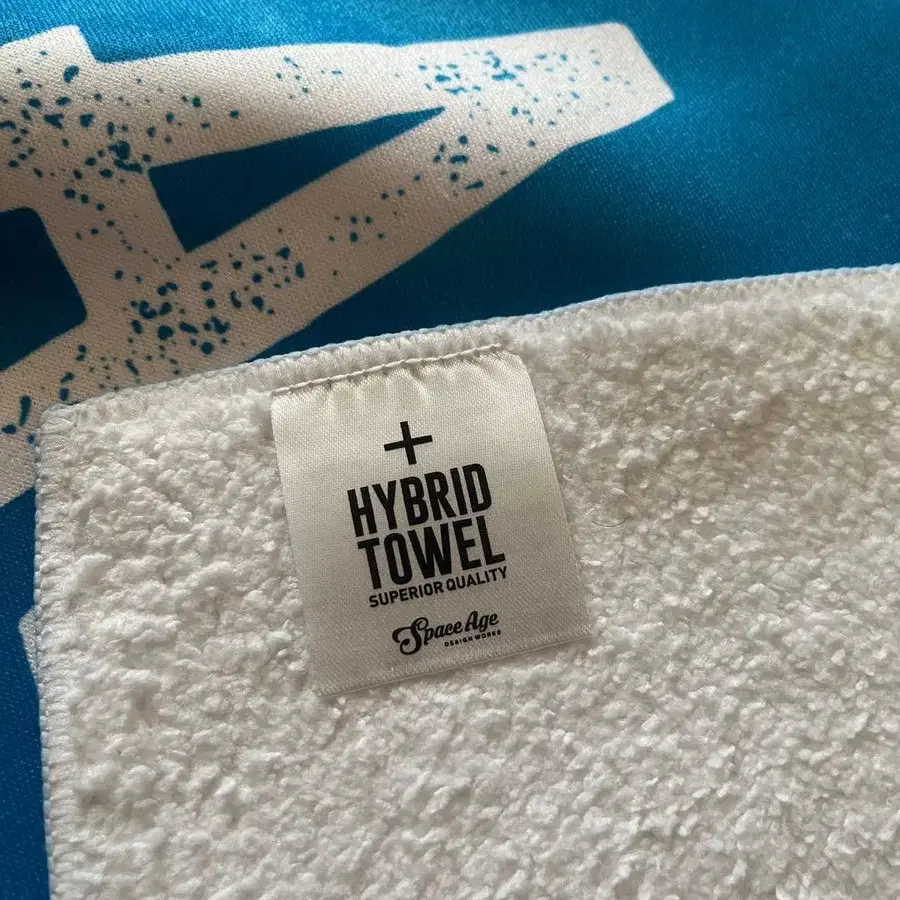 +
HYBRID
TOWEL
SUPERIOR QUALITY
Space Age
DESIGN WORKS